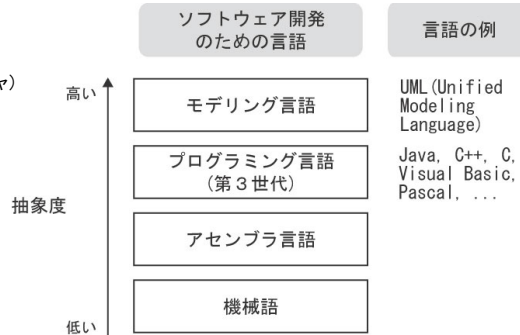 ソフトウェア開発
のための言語
言語の例
ャ)
高い
モデリング言語
UML(Unified
Modeling
Language)
プログラミング言語
(第3世代)
Java, C++, C,
Visual Basic,
Pascal, ...
抽象度
アセンブラ言語
機械語
低い